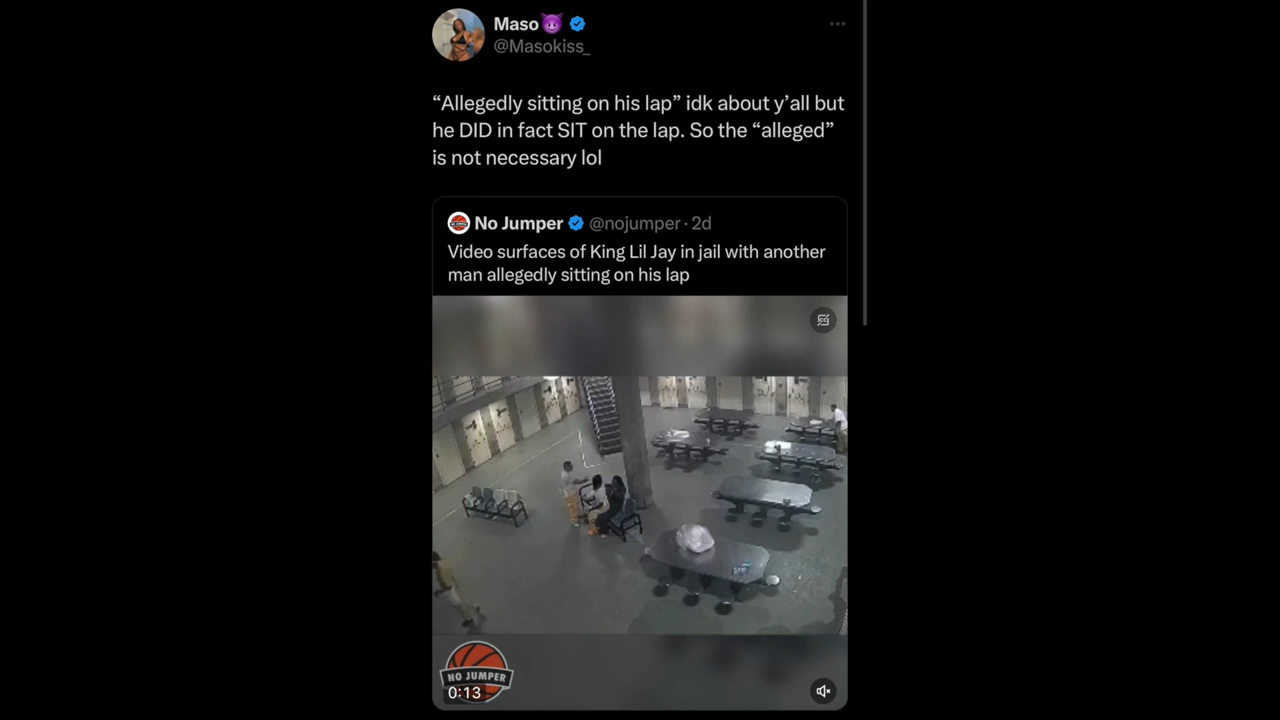 Maso😈
@Masokiss_
“Allegedly sitting on his lap” idk about y’all but
he DID in fact SIT on the lap. So the “alleged”
is not necessary lol
No Jumper @nojumper · 2d
Video surfaces of King Lil Jay in jail with another
man allegedly sitting on his lap
NO JUMPER
0:13